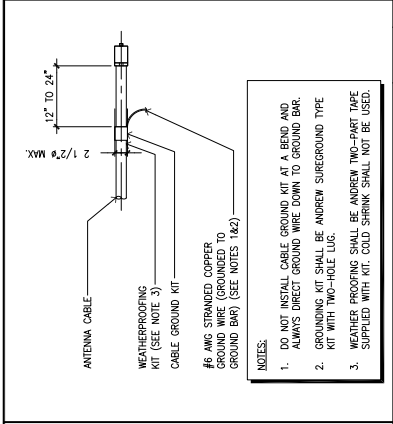 12" TO 24"
2 1/2"ø MAX.
ANTENNA CABLE
WEATHERPROOFING
KIT (SEE NOTE 3)
CABLE GROUND KIT
#6 AWG STRANDED COPPER
GROUND WIRE (GROUNDED TO
GROUND BAR) (SEE NOTES 1&2)
NOTES:
1. DO NOT INSTALL CABLE GROUND KIT AT A BEND AND
ALWAYS DIRECT GROUND WIRE DOWN TO GROUND BAR.
2. GROUNDING KIT SHALL BE ANDREW SUREGROUND TYPE
KIT WITH TWO-HOLE LUG.
3. WEATHER PROOFING SHALL BE ANDREW TWO-PART TAPE
SUPPLIED WITH KIT. COLD SHRINK SHALL NOT BE USED.